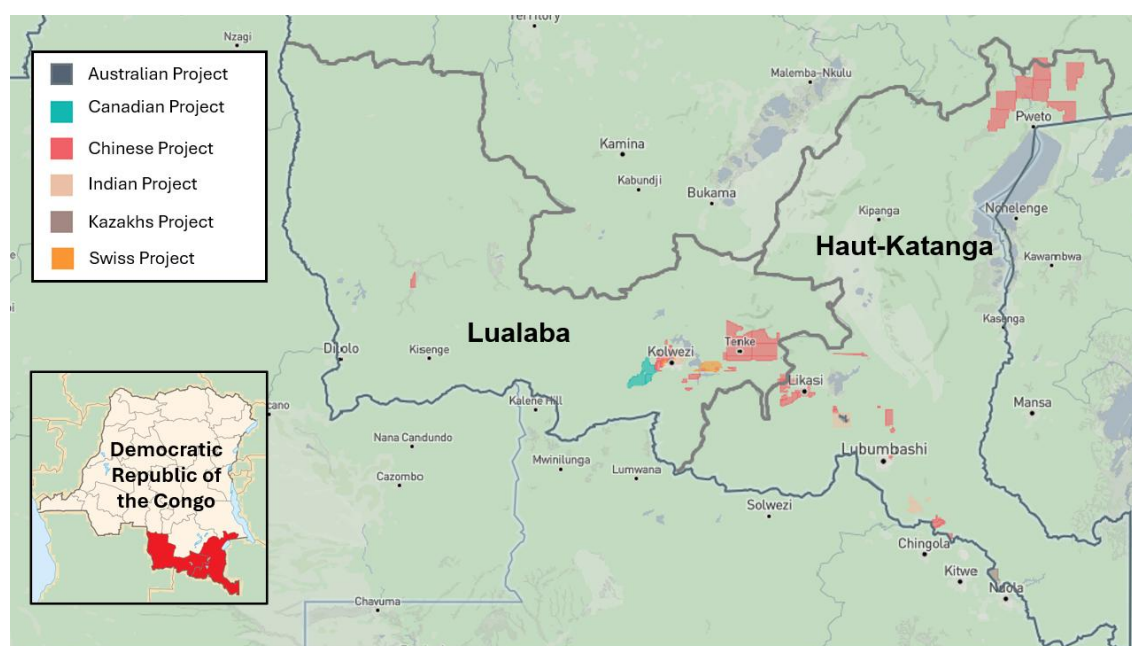 Territory
Nzagi
Australian Project
Canadian Project
Chinese Project
Indian Project
Kazakhs Project
Swiss Project
Malemba-Nkulu
Pweto
Kamina
Kabundji
Bukama
Kipanga
Nchelenge
Haut-Katanga
Kawambwa
Kasenga
Lualaba
Dilolo
Kisenge
Kolwezi
Tenke
Likasi
Kalene Hill
Mansa
Nana Candundo
Lubumbashi
Mwinilunga
Lumwana
Cazombo
Solwezi
Chingola
Kitwe
Ndola
Chavuma
Democratic
Republic of
the Congo